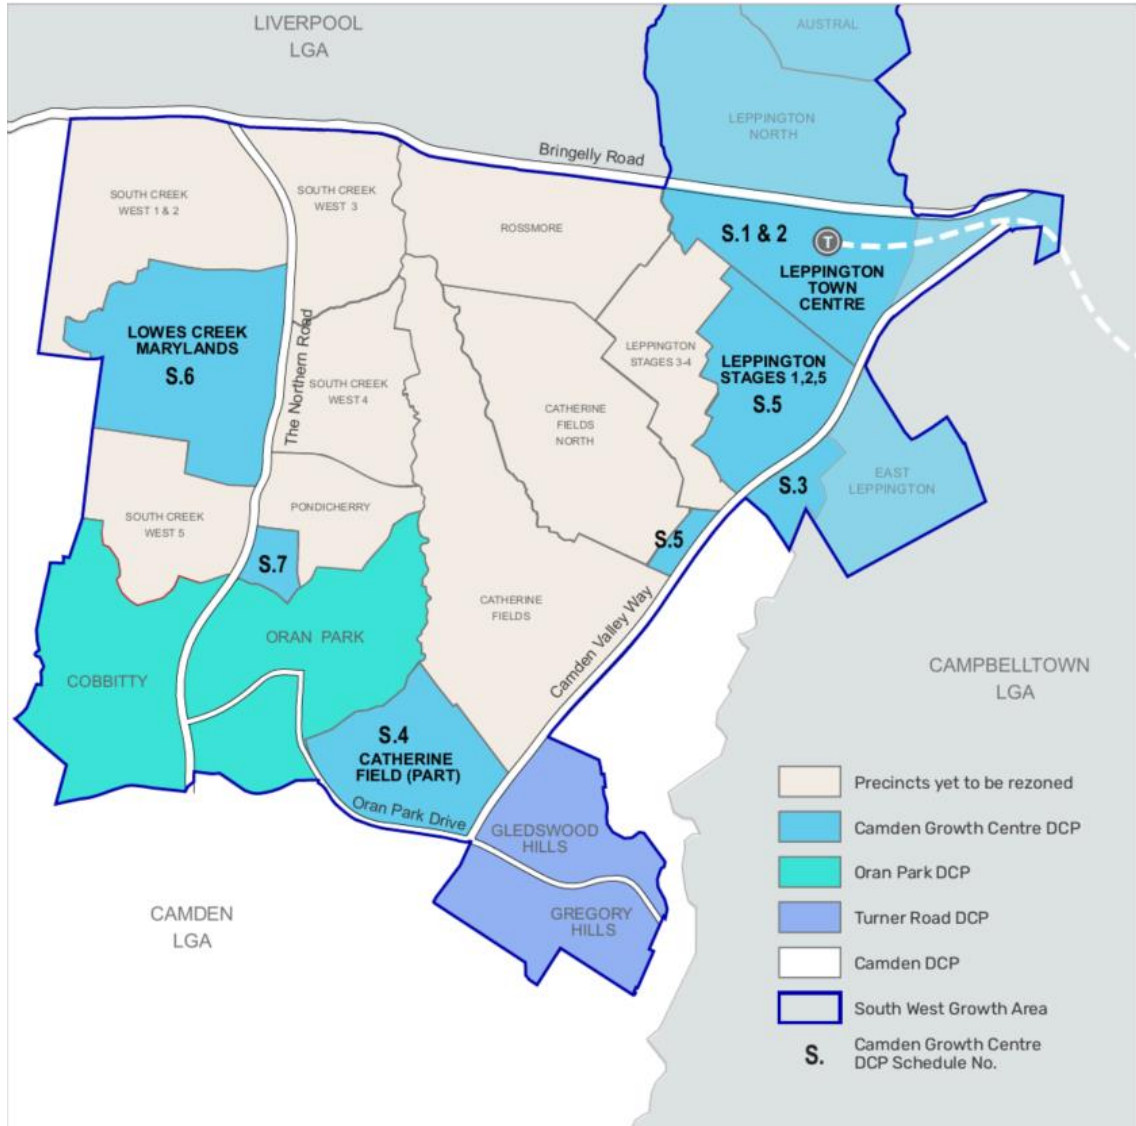 LIVERPOOL
LGA
AUSTRAL
LEPPINGTON
NORTH
Bringelly Road
SOUTH CREEK
WEST 1 & 2
SOUTH CREEK
WEST 3
ROSSMORE
S.1 & 2
T
LEPPINGTON
TOWN
CENTRE
LOWES CREEK
MARYLANDS
S.6
The Northern Road
SOUTH CREEK
WEST 4
LEPPINGTON
STAGES 3-4
LEPPINGTON
STAGES 1,2,5
S.5
CATHERINE
FIELDS
NORTH
EAST
LEPPINGTON
S.3
SOUTH CREEK
WEST 5
PONDICHERRY
S.7
S.5
CATHERINE
FIELDS
Camden Valley Way
ORAN PARK
COBBITTY
CAMPBELLTOWN
LGA
S.4
CATHERINE
FIELD (PART)
Oran Park Drive
GLEDSWOOD
HILLS
GREGORY
HILLS
CAMDEN
LGA
Precincts yet to be rezoned
Camden Growth Centre DCP
Oran Park DCP
Turner Road DCP
Camden DCP
South West Growth Area
S. Camden Growth Centre
DCP Schedule No.